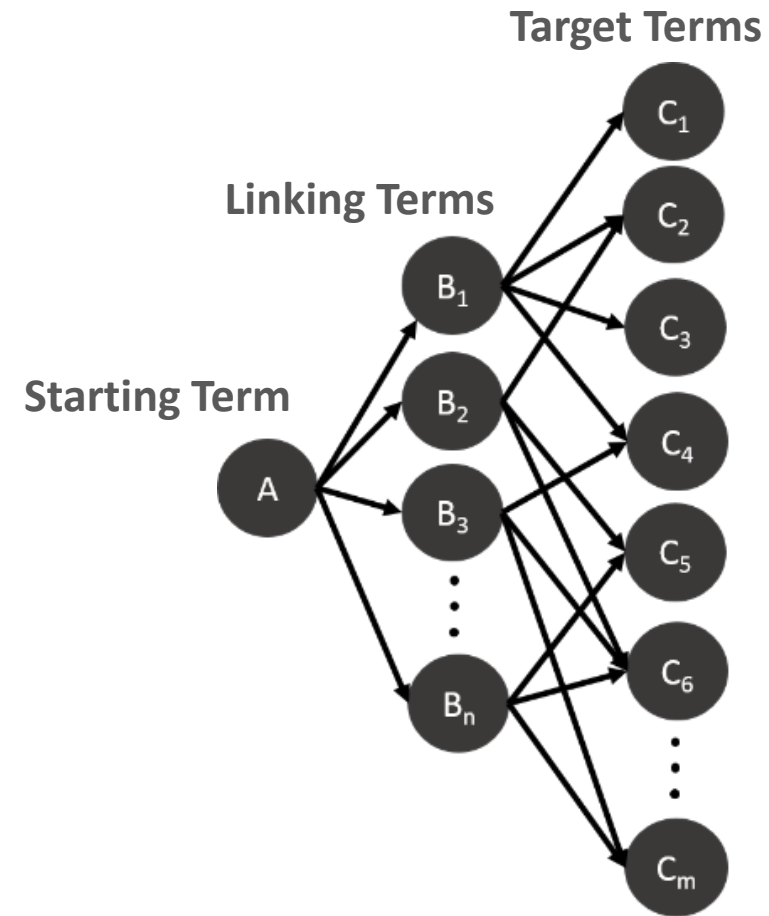 Target Terms
Linking Terms
Starting Term
A
B₁
B₂
B₃
Bₙ
C₁
C₂
C₃
C₄
C₅
C₆
Cₘ